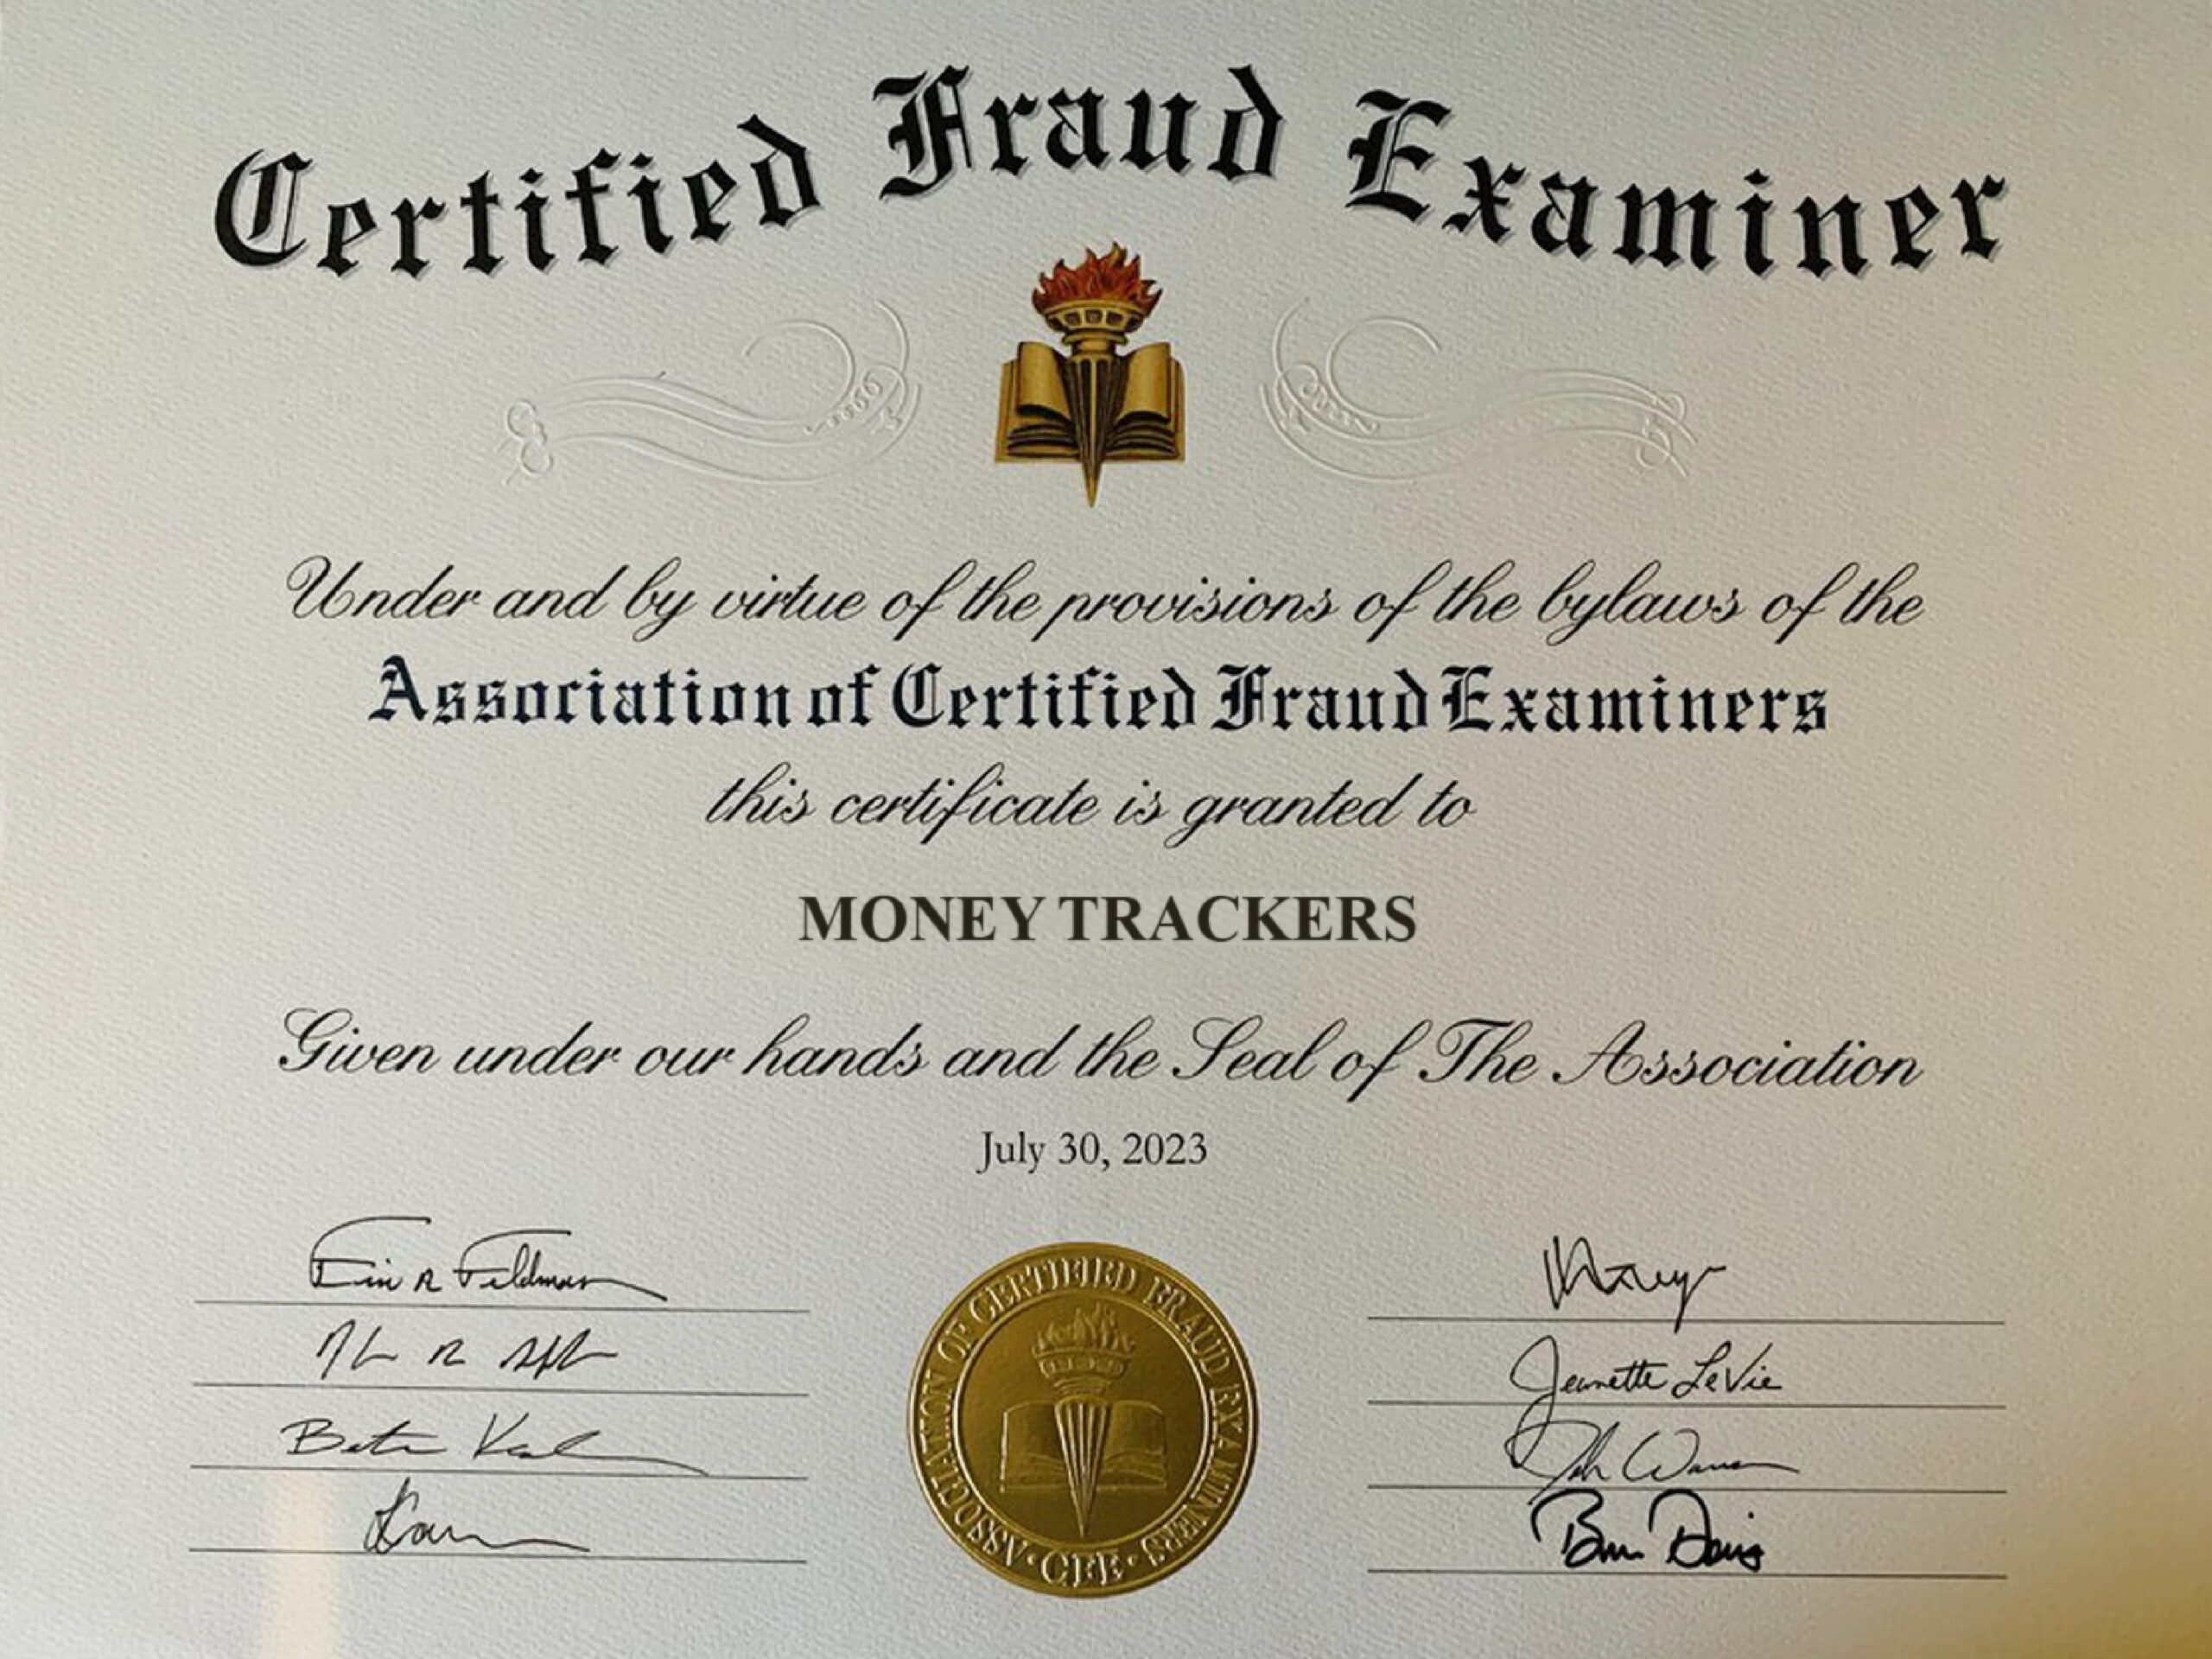 Certified Fraud Examiner
Under and by virtue of the provisions of the bylaws of the
Association of Certified Fraud Examiners
this certificate is granted to
MONEY TRACKERS
Given under our hands and the Seal of The Association
July 30, 2023
Jeanette LeVie
ASSOCIATION OF CERTIFIED FRAUD EXAMINERS · CFE ·